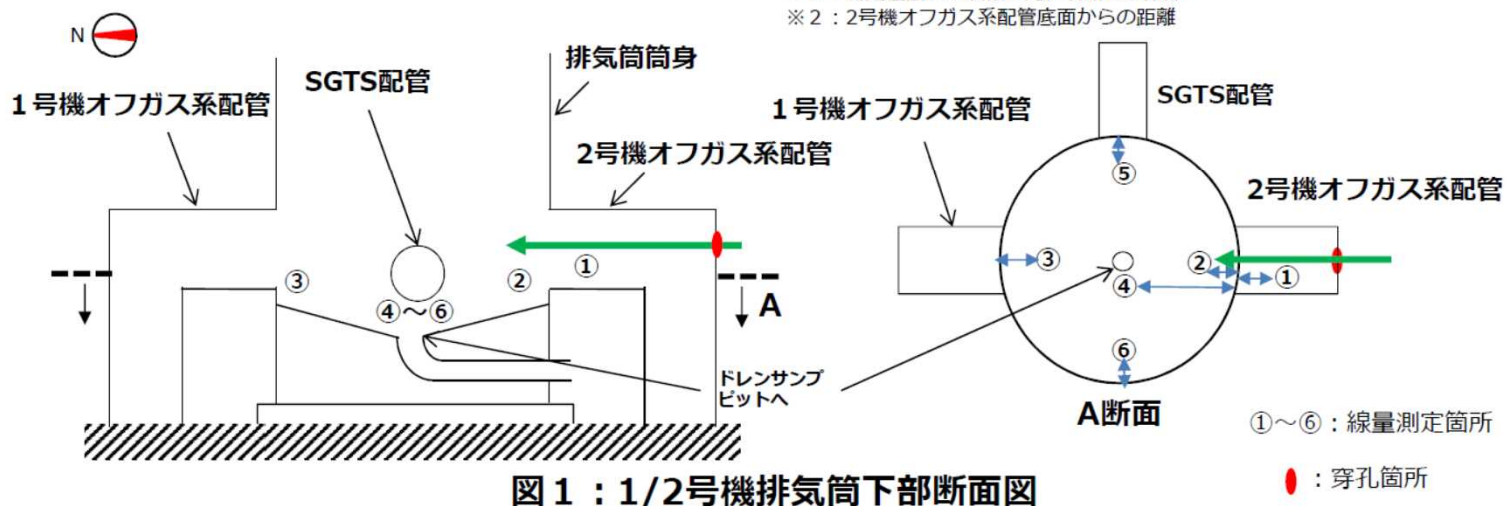 ※２：2号機オフガス系配管底面からの距離
N
SGTS配管
排気筒筒身
1号機オフガス系配管
2号機オフガス系配管
③
②
①
④～⑥
A
ドレンサンプ
ピットへ
SGTS配管
1号機オフガス系配管
2号機オフガス系配管
⑤
③
②
①
④
⑥
A断面
①～⑥：線量測定箇所
：穿孔箇所
図１：1/2号機排気筒下部断面図